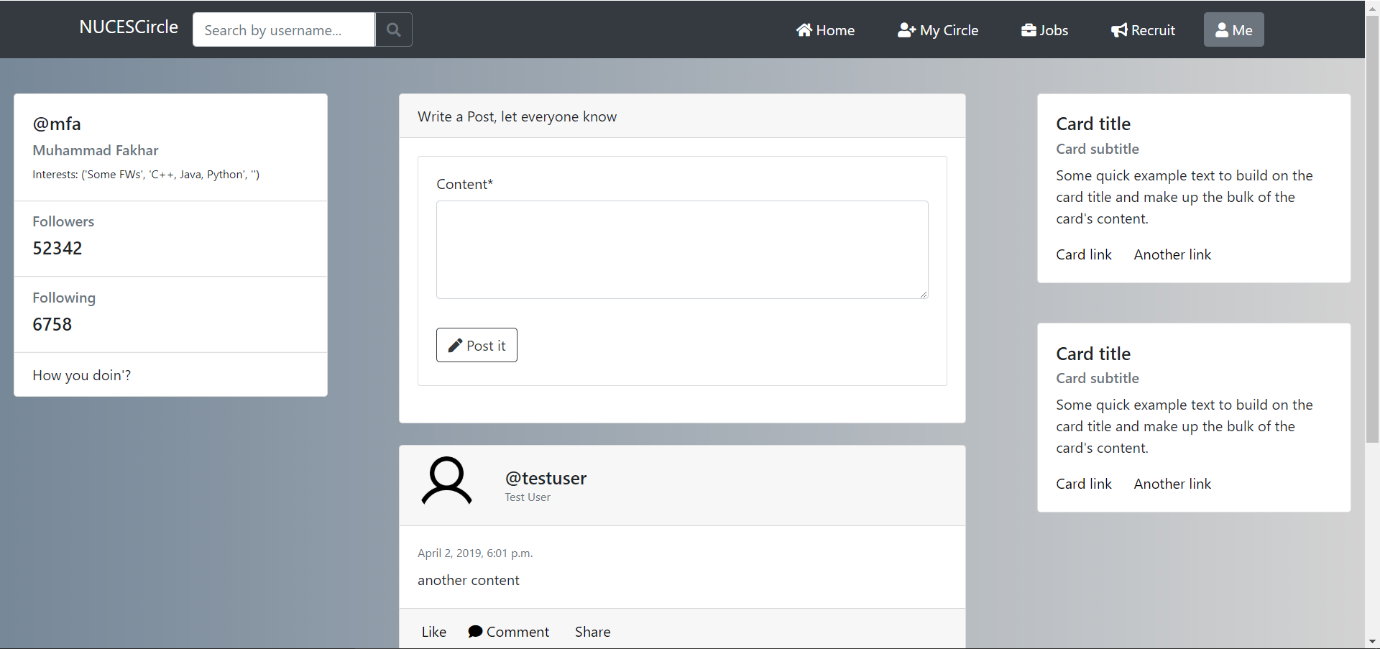 NUCESCircle
Search by username...
Home
My Circle
Jobs
Recruit
Me
@mfa
Muhammad Fakhar
Interests: ('Some FWs', 'C++, Java, Python', '')
Followers
52342
Following
6758
How you doin'?
Write a Post, let everyone know
Content*
Post it
@testuser
Test User
April 2, 2019, 6:01 p.m.
another content
Like
Comment
Share
Card title
Card subtitle
Some quick example text to build on the
card title and make up the bulk of the
card's content.
Card link Another link
Card title
Card subtitle
Some quick example text to build on the
card title and make up the bulk of the
card's content.
Card link Another link